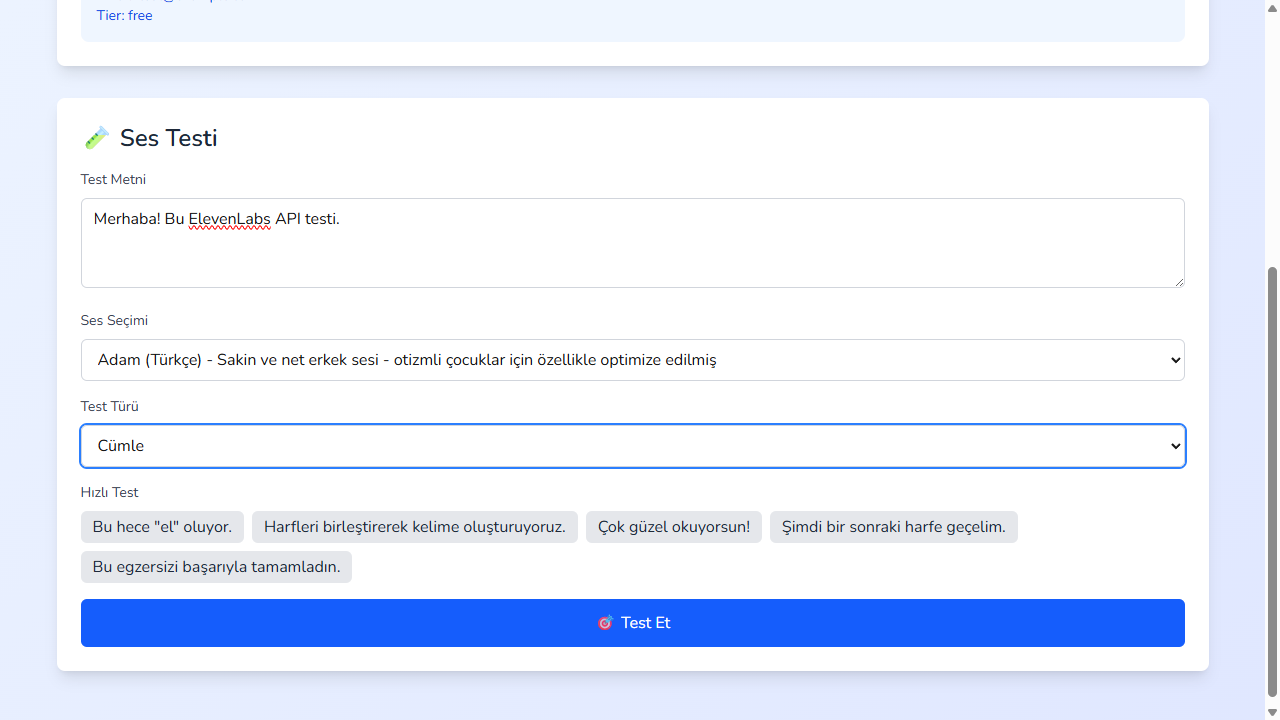 Tier: free
Ses Testi
Test Metni
Merhaba! Bu ElevenLabs API testi.
Ses Seçimi
Adam (Türkçe) - Sakin ve net erkek sesi - otizmli çocuklar için özellikle optimize edilmiş
Test Türü
Cümle
Hızlı Test
Bu hece "el" oluyor.
Harfleri birleştirerek kelime oluşturuyoruz.
Çok güzel okuyorsun!
Şimdi bir sonraki harfe geçelim.
Bu egzersizi başarıyla tamamladın.
Test Et